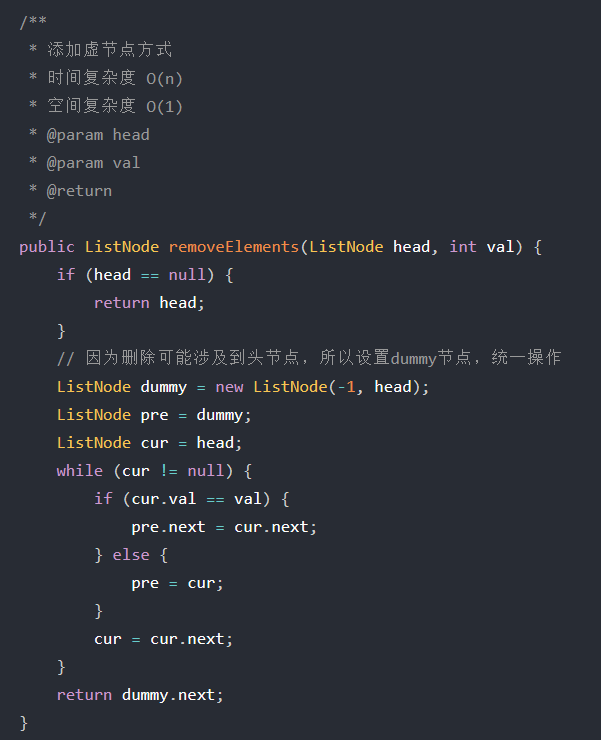 /**
 * 添加虚节点方式
 * 时间复杂度 O(n)
 * 空间复杂度 O(1)
 * @param head
 * @param val
 * @return
 */
public ListNode removeElements(ListNode head, int val) {
    if (head == null) {
        return head;
    }
    // 因为删除可能涉及到头节点，所以设置dummy节点，统一操作
    ListNode dummy = new ListNode(-1, head);
    ListNode pre = dummy;
    ListNode cur = head;
    while (cur != null) {
        if (cur.val == val) {
            pre.next = cur.next;
        } else {
            pre = cur;
        }
        cur = cur.next;
    }
    return dummy.next;
}